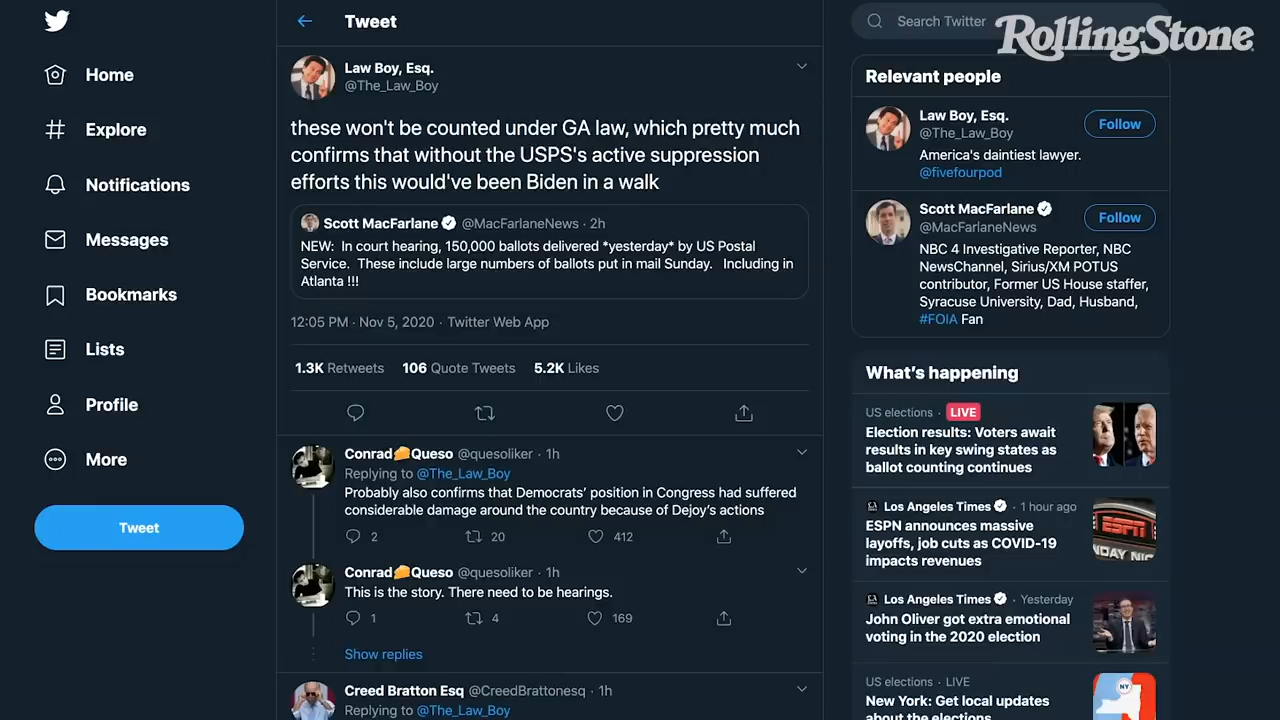 RollingStone
Home
Explore
Notifications
Messages
Bookmarks
Lists
Profile
More
Tweet
Tweet
Law Boy, Esq.
@The_Law_Boy
these won't be counted under GA law, which pretty much
confirms that without the USPS's active suppression
efforts this would've been Biden in a walk
Scott MacFarlane @MacFarlaneNews · 2h
NEW: In court hearing, 150,000 ballots delivered *yesterday* by US Postal
Service. These include large numbers of ballots put in mail Sunday. Including in
Atlanta !!!
12:05 PM · Nov 5, 2020 · Twitter Web App
1.3K Retweets 106 Quote Tweets 5.2K Likes
Conrad🧀Queso @quesoliker · 1h
Replying to @The_Law_Boy
Probably also confirms that Democrats' position in Congress had suffered
considerable damage around the country because of Dejoy's actions
2 20 412
Conrad🧀Queso @quesoliker · 1h
This is the story. There need to be hearings.
1 4 169
Show replies
Creed Bratton Esq @CreedBrattonesq · 1h
Replying to @The_Law_Boy
Search Twitter
Relevant people
Law Boy, Esq.
@The_Law_Boy
Follow
America's daintiest lawyer.
@fivefourpod
Scott MacFarlane
@MacFarlaneNews
Follow
NBC 4 Investigative Reporter, NBC
NewsChannel, Sirius/XM POTUS
contributor, Former US House staffer,
Syracuse University, Dad, Husband,
#FOIA Fan
What's happening
US elections · LIVE
Election results: Voters await
results in key swing states as
ballot counting continues
Los Angeles Times · 1 hour ago
ESPN announces massive
layoffs, job cuts as COVID-19
impacts revenues
ESPN
NDAY NIG
Los Angeles Times · Yesterday
John Oliver got extra emotional
voting in the 2020 election
US elections · LIVE
New York: Get local updates
about the elections
NY